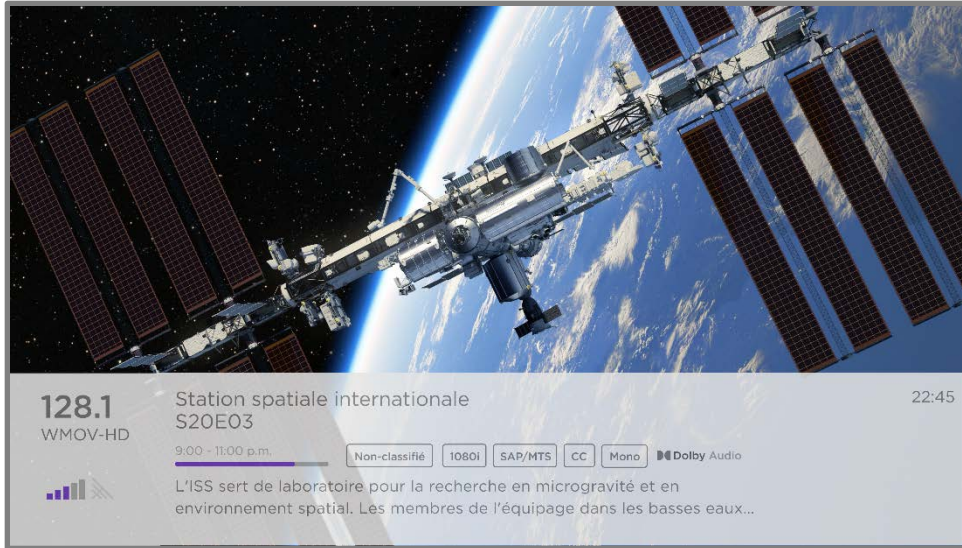 128.1
WMOV-HD
Station spatiale internationale
S20E03
22:45
9:00 - 11:00 p.m.
Non-classifié 1080i SAP/MTS CC Mono Dolby Audio
L'ISS sert de laboratoire pour la recherche en microgravité et en
environnement spatial. Les membres de l'équipage dans les basses eaux...